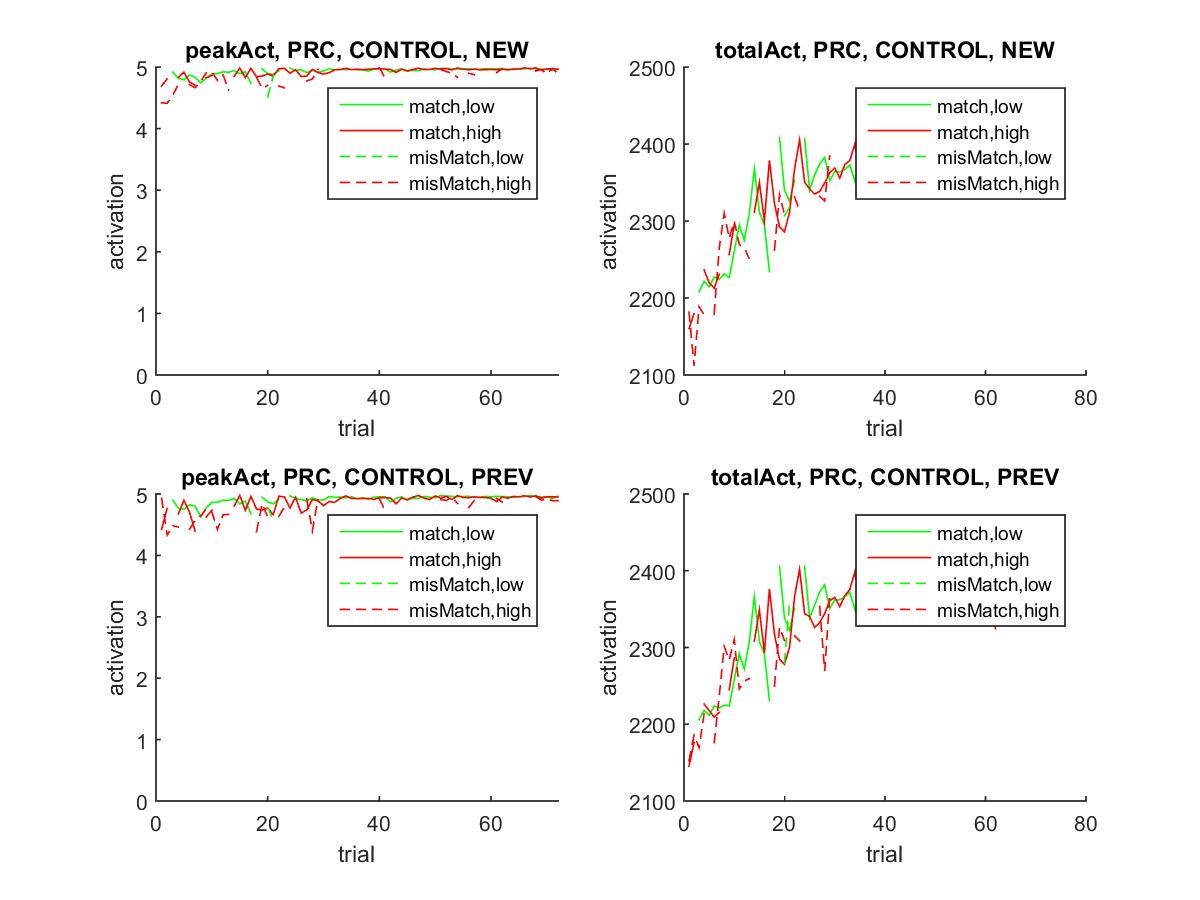 peakAct, PRC, CONTROL, NEW
5
4
3
2
1
0
activation
0 20 40 60
trial
match,low
match,high
misMatch,low
misMatch,high
totalAct, PRC, CONTROL, NEW
2500
2400
2300
2200
2100
activation
0 20 40 60 80
trial
match,low
match,high
misMatch,low
misMatch,high
peakAct, PRC, CONTROL, PREV
5
4
3
2
1
0
activation
0 20 40 60
trial
match,low
match,high
misMatch,low
misMatch,high
totalAct, PRC, CONTROL, PREV
2500
2400
2300
2200
2100
activation
0 20 40 60 80
trial
match,low
match,high
misMatch,low
misMatch,high